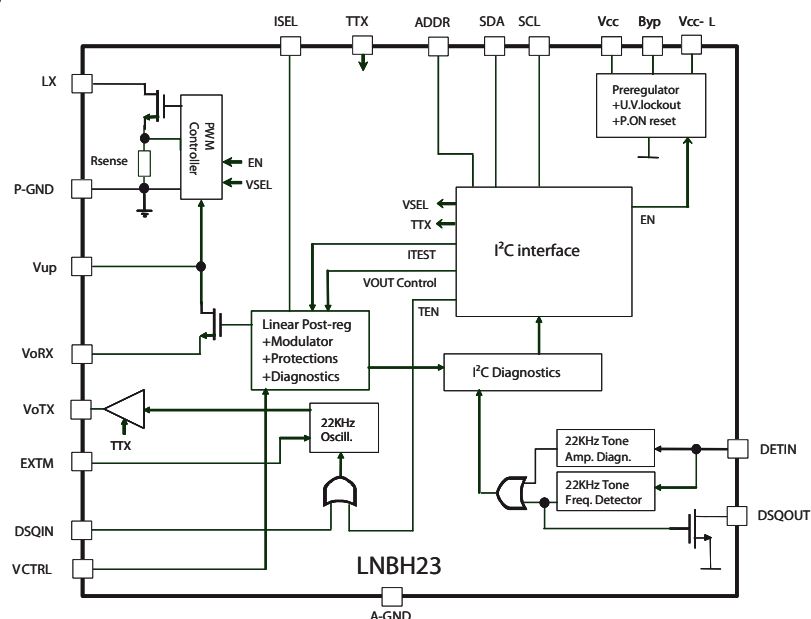 ISEL
TTX
ADDR
SDA
SCL
Vcc
Byp
Vcc- L
LX
Rsense
P-GND
PWM
Controller
EN
VSEL
Preregulator
+U.V.lockout
+P.ON reset
EN
VSEL
TTX
I²C interface
ITEST
VOUT Control
TEN
Vup
VoRX
Linear Post-reg
+Modulator
+Protections
+Diagnostics
I²C Diagnostics
VoTX
TTX
22KHz
Oscill.
EXTM
22KHz Tone
Amp. Diagn.
DETIN
22KHz Tone
Freq. Detector
DSQOUT
DSQIN
VCTRL
LNBH23
A-GND